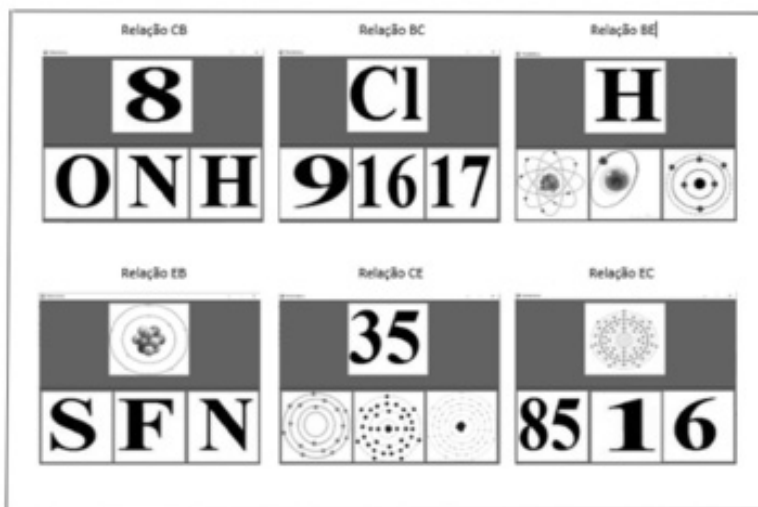 Relação CB
Relação BC
Relação BE
8
Cl
H
O N H
9 16 17
Relação EB
Relação CE
Relação EC
35
S F N
85 1 6